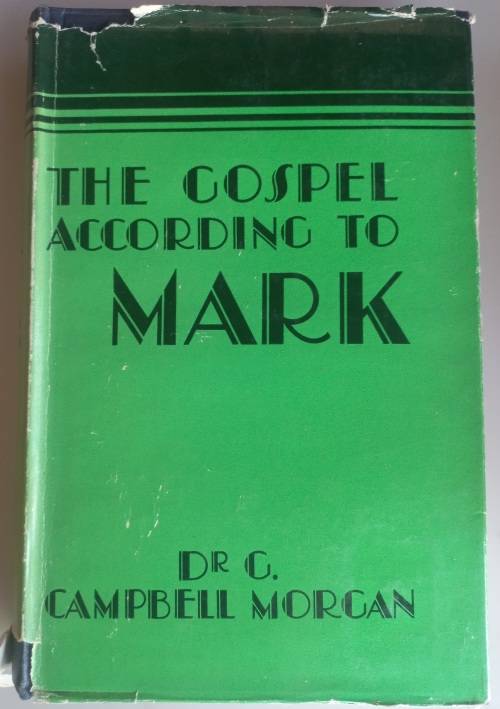 THE GOSPEL
ACCORDING TO
MARK
DR G.
CAMPBELL MORGAN